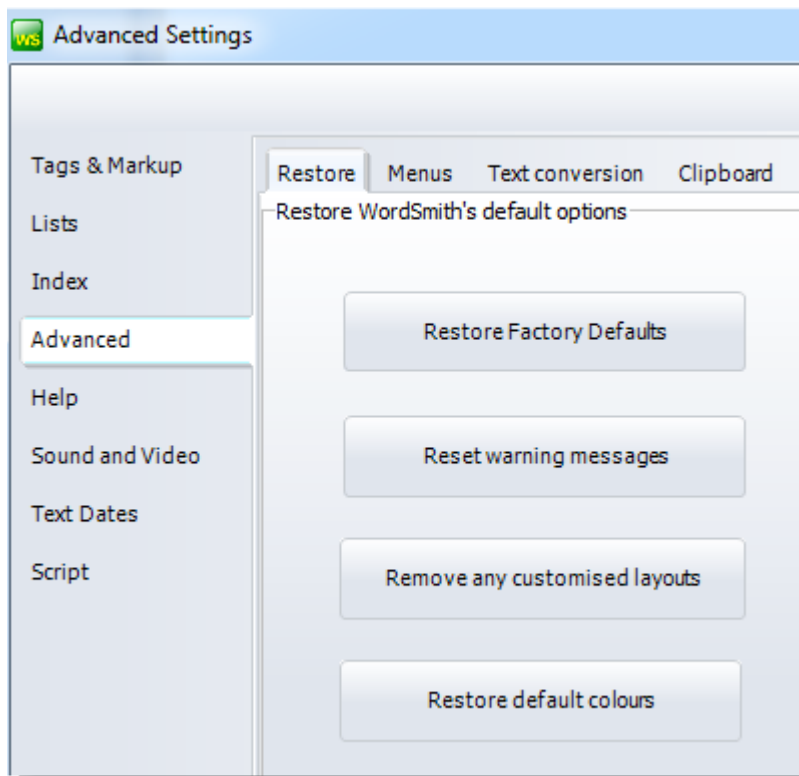 WS Advanced Settings
Tags & Markup
Lists
Index
Advanced
Help
Sound and Video
Text Dates
Script
Restore Menus Text conversion Clipboard
Restore WordSmith's default options
Restore Factory Defaults
Reset warning messages
Remove any customised layouts
Restore default colours